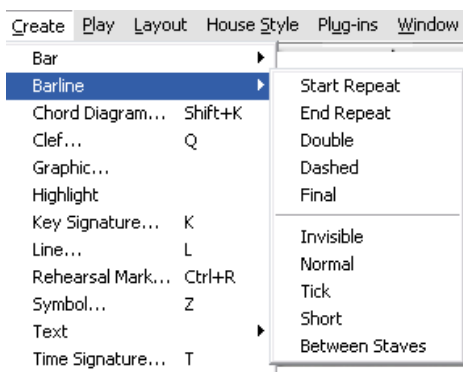 Create Play Layout House Style Plug-ins Window
Bar
Barline
Chord Diagram... Shift+K
Clef... Q
Graphic...
Highlight
Key Signature... K
Line... L
Rehearsal Mark... Ctrl+R
Symbol... Z
Text
Time Signature... T
Start Repeat
End Repeat
Double
Dashed
Final
Invisible
Normal
Tick
Short
Between Staves